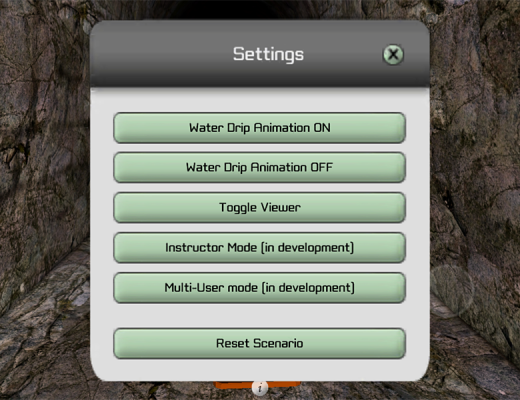 Settings
X
Water Drip Animation ON
Water Drip Animation OFF
Toggle Viewer
Instructor Mode (in development)
Multi-User mode (in development)
Reset Scenario
i